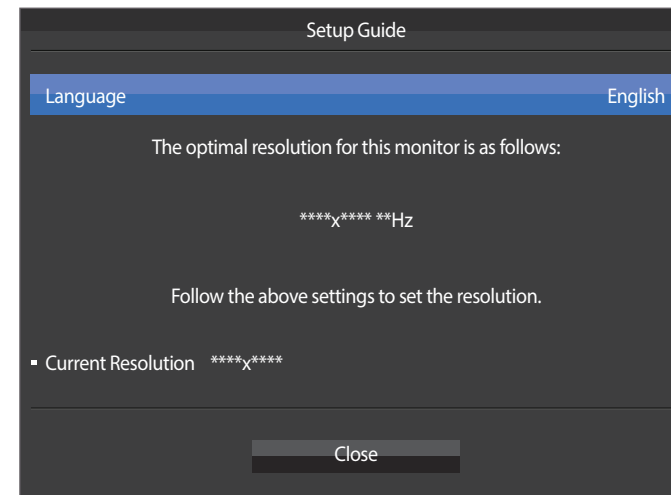 Setup Guide
Language English
The optimal resolution for this monitor is as follows:
****x**** **Hz
Follow the above settings to set the resolution.
Current Resolution ****x****
Close